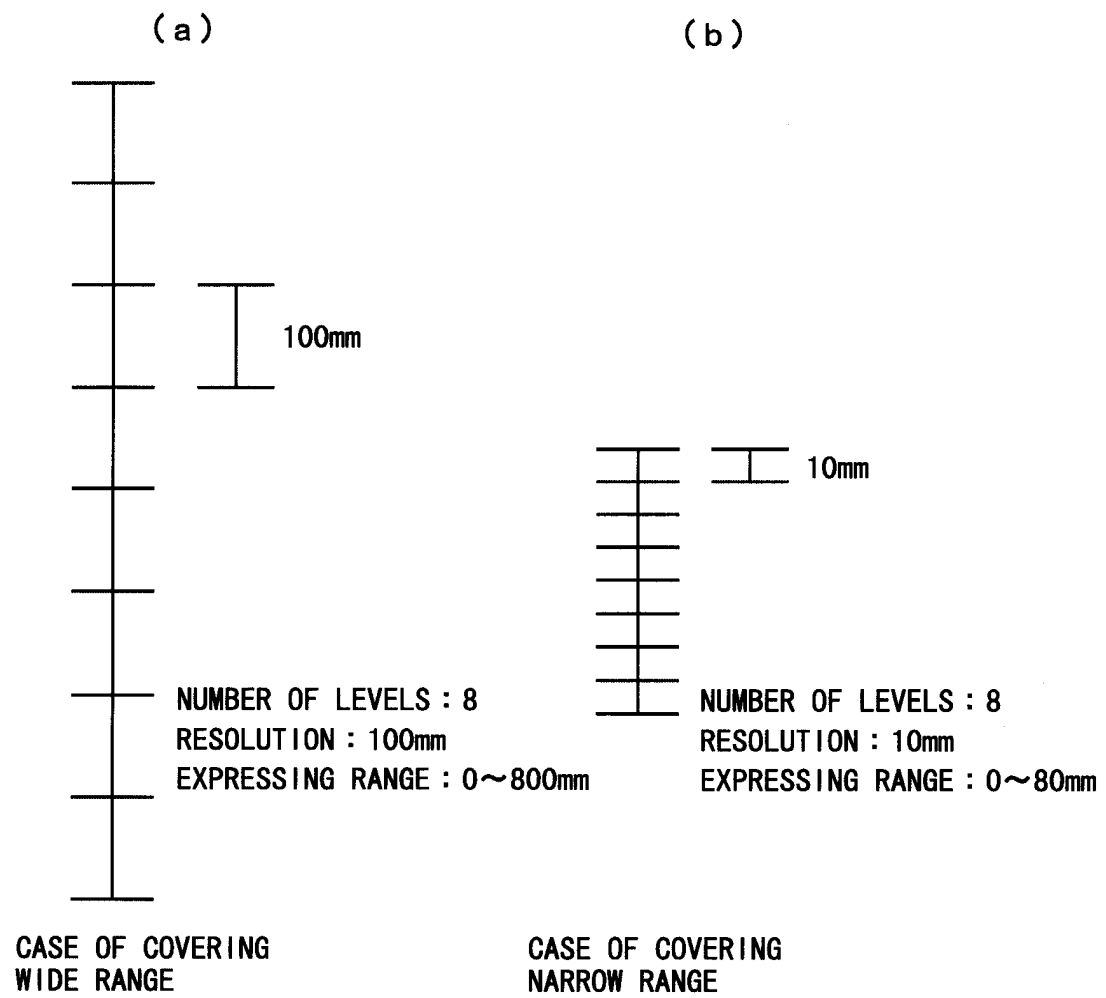 (a)
(b)
100mm
10mm
NUMBER OF LEVELS : 8
RESOLUTION : 100mm
EXPRESSING RANGE : 0～800mm
NUMBER OF LEVELS : 8
RESOLUTION : 10mm
EXPRESSING RANGE : 0～80mm
CASE OF COVERING
WIDE RANGE
CASE OF COVERING
NARROW RANGE